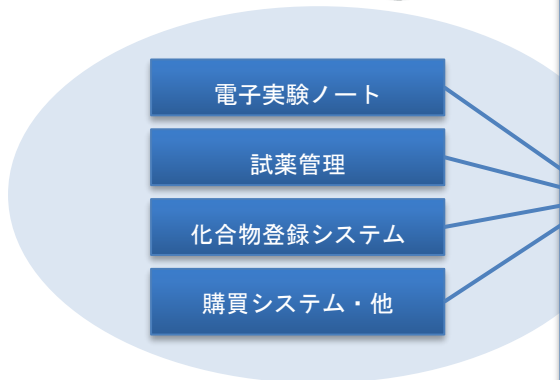 電子実験ノート
試薬管理
化合物登録システム
購買システム・他